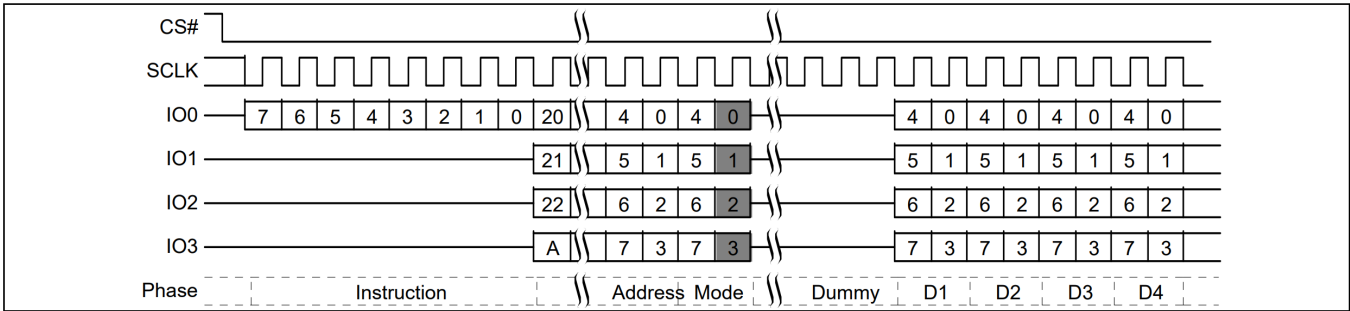 CS#
SCLK
IO0 7 6 5 4 3 2 1 0 20 4 0 4 0 4 0 4 0 4 0 4 0
IO1 21 5 1 5 1 5 1 5 1 5 1 5 1
IO2 22 6 2 6 2 6 2 6 2 6 2 6 2
IO3 A 7 3 7 3 7 3 7 3 7 3 7 3
Phase Instruction Address Mode Dummy D1 D2 D3 D4